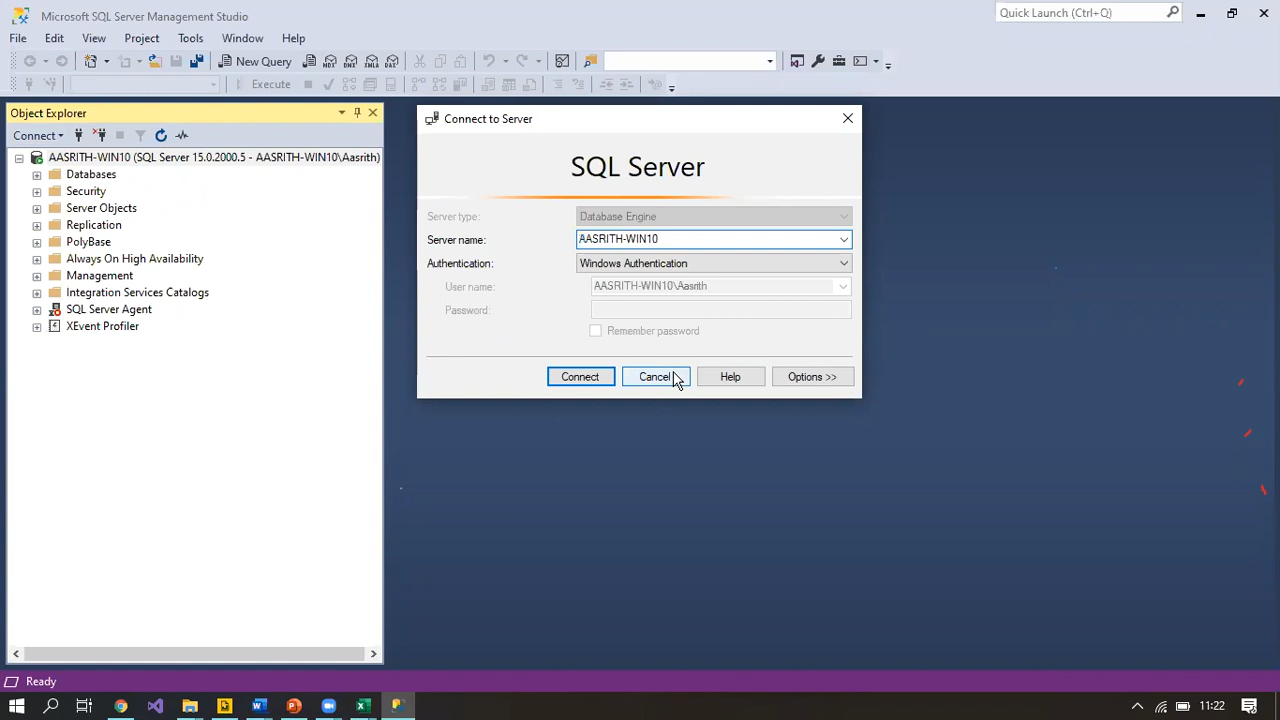 Microsoft SQL Server Management Studio
Quick Launch (Ctrl+Q)
File Edit View Project Tools Window Help
New Query
MDX DMX XMLA DAX
Execute
Object Explorer
Connect
AASRITH-WIN10 (SQL Server 15.0.2000.5 - AASRITH-WIN10\Aasrith)
Databases
Security
Server Objects
Replication
PolyBase
Always On High Availability
Management
Integration Services Catalogs
SQL Server Agent
XEvent Profiler
Connect to Server
SQL Server
Server type: Database Engine
Server name: AASRITH-WIN10
Authentication: Windows Authentication
User name: AASRITH-WIN10\Aasrith
Password:
Remember password
Connect Cancel Help Options >>
Ready
11:22